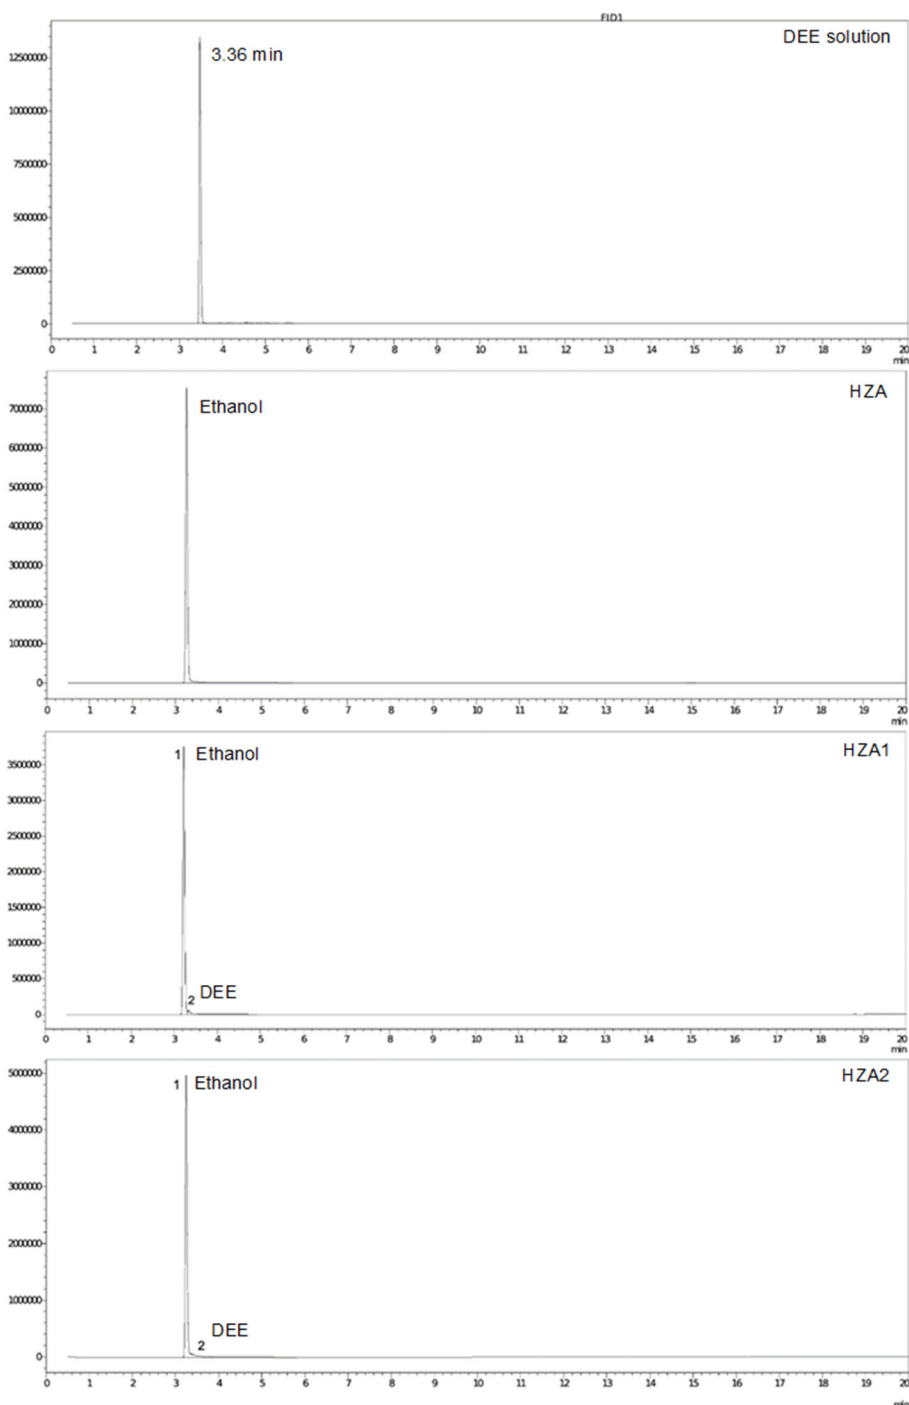 FID1
DEE solution
3.36 min
12500000
10000000
7500000
5000000
2500000
0
0 1 2 3 4 5 6 7 8 9 10 11 12 13 14 15 16 17 18 19 20
min
HZA
Ethanol
7000000
6000000
5000000
4000000
3000000
2000000
1000000
0
0 1 2 3 4 5 6 7 8 9 10 11 12 13 14 15 16 17 18 19 20
min
HZA1
1 Ethanol
3500000
3000000
2500000
2000000
1500000
1000000
500000
2 DEE
0
0 1 2 3 4 5 6 7 8 9 10 11 12 13 14 15 16 17 18 19 20
min
HZA2
5000000
1 Ethanol
4000000
3000000
2000000
1000000
2 DEE
0
0 1 2 3 4 5 6 7 8 9 10 11 12 13 14 15 16 17 18 19 20
min